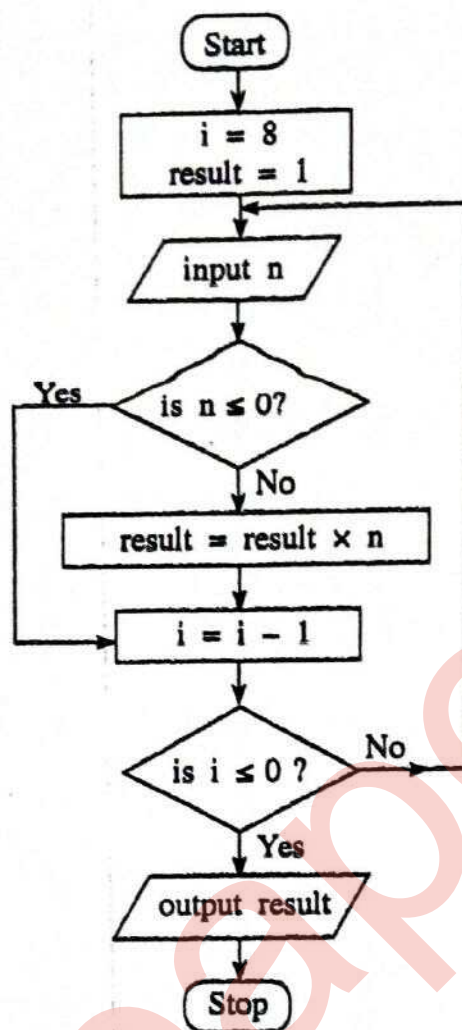 Start
i = 8
result = 1
input n
Yes
is n ≤ 0?
No
result = result × n
i = i - 1
is i ≤ 0 ?
No
Yes
output result
Stop